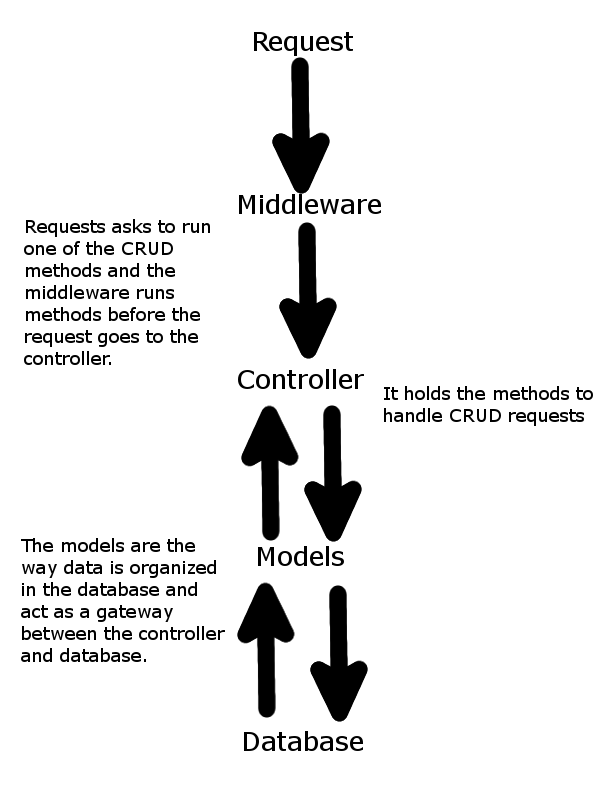 Request
Middleware
Requests asks to run
one of the CRUD
methods and the
middleware runs
methods before the
request goes to the
controller.
Controller
It holds the methods to
handle CRUD requests
The models are the
way data is organized
in the database and
act as a gateway
between the controller
and database.
Models
Database